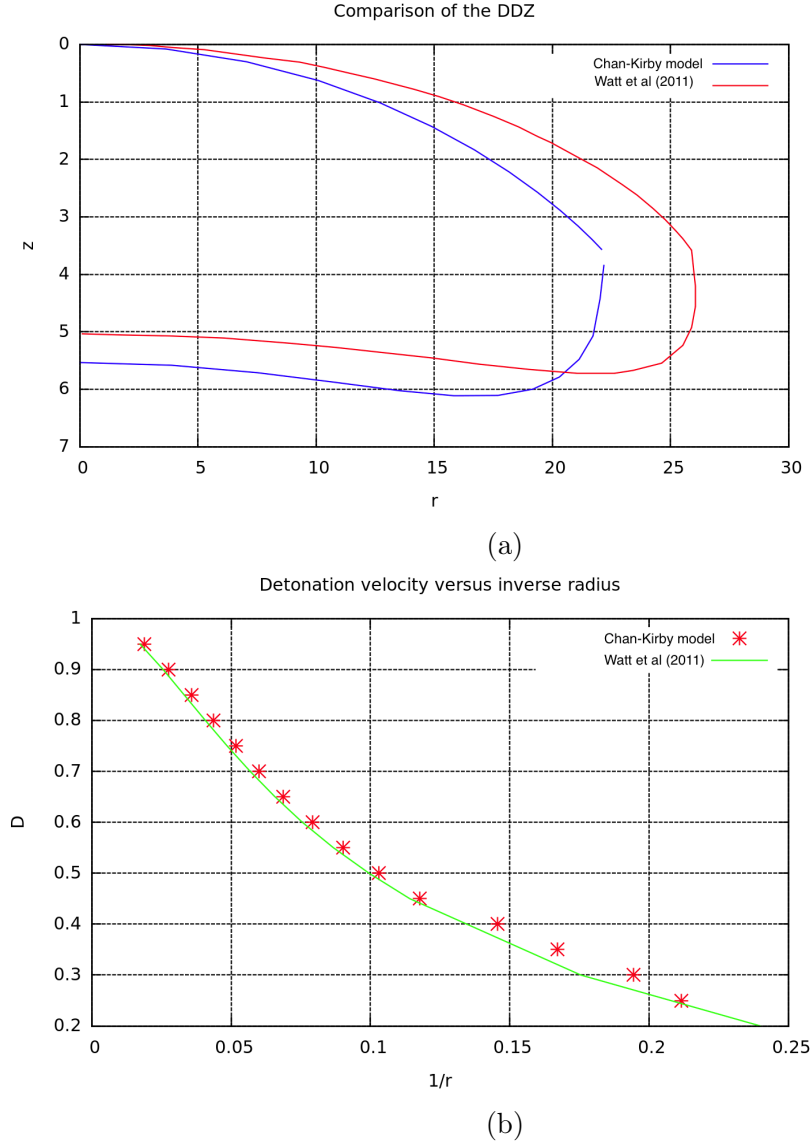 Comparison of the DDZ
0
1
2
3
4
5
6
7
z
Chan-Kirby model
Watt et al (2011)
0 5 10 15 20 25 30
r
(a)
Detonation velocity versus inverse radius
1
0.9
0.8
0.7
0.6
0.5
0.4
0.3
0.2
D
Chan-Kirby model
Watt et al (2011)
0 0.05 0.1 0.15 0.2 0.25
1/r
(b)